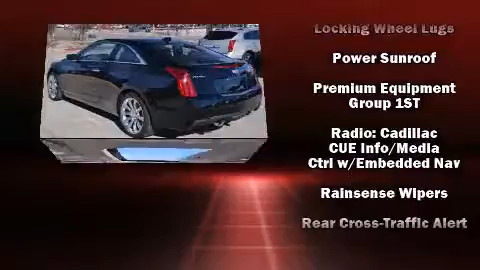 Locking Wheel Lugs
Power Sunroof
Premium Equipment
Group 1ST
Radio: Cadillac
CUE Info/Media
Ctrl w/Embedded Nav
Rainsense Wipers
Rear Cross-Traffic Alert